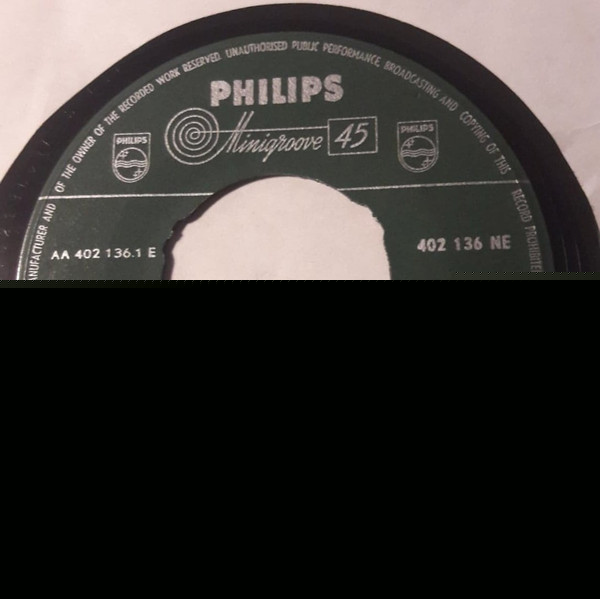 ANUFACTURER AND OF THE OWNER OF THE RECORDED WORK RESERVED. UNAUTHORISED PUBLIC PERFORMANCE, BROADCASTING AND COPYING OF THIS RECORD PROHIBITE
PHILIPS
Minigroove 45
PHILIPS
PHILIPS
AA 402 136.1 E
402 136 NE